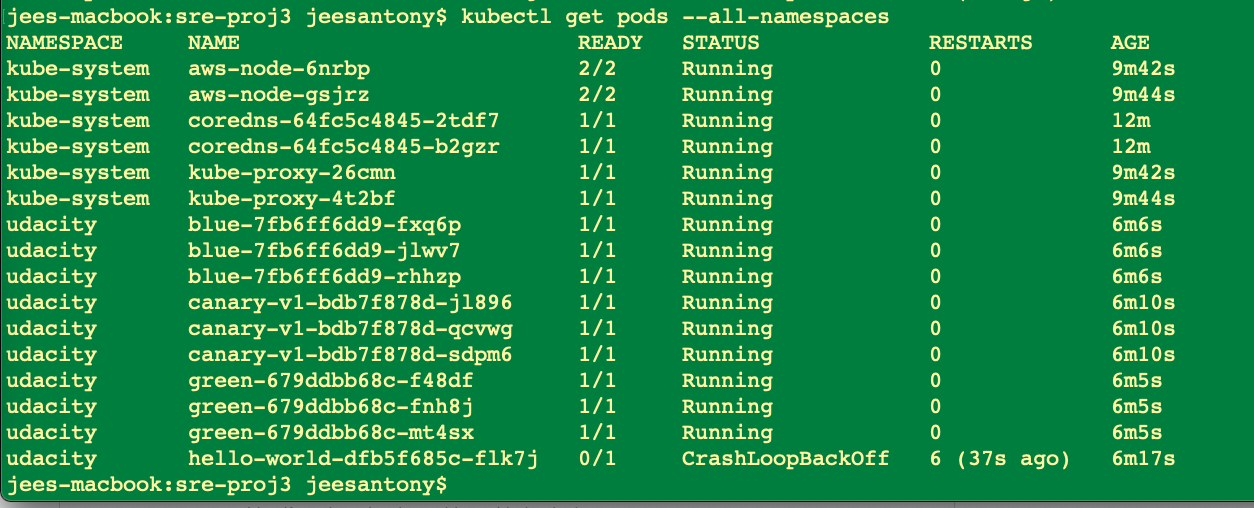 jees-macbook:sre-proj3 jeesantony$ kubectl get pods --all-namespaces
NAMESPACE NAME READY STATUS RESTARTS AGE
kube-system aws-node-6nrbp 2/2 Running 0 9m42s
kube-system aws-node-gsjrz 2/2 Running 0 9m44s
kube-system coredns-64fc5c4845-2tdf7 1/1 Running 0 12m
kube-system coredns-64fc5c4845-b2gzr 1/1 Running 0 12m
kube-system kube-proxy-26cmn 1/1 Running 0 9m42s
kube-system kube-proxy-4t2bf 1/1 Running 0 9m44s
udacity blue-7fb6ff6dd9-fxq6p 1/1 Running 0 6m6s
udacity blue-7fb6ff6dd9-jlwv7 1/1 Running 0 6m6s
udacity blue-7fb6ff6dd9-rhhzp 1/1 Running 0 6m6s
udacity canary-v1-bdb7f878d-jl896 1/1 Running 0 6m10s
udacity canary-v1-bdb7f878d-qcvwg 1/1 Running 0 6m10s
udacity canary-v1-bdb7f878d-sdpm6 1/1 Running 0 6m10s
udacity green-679ddbb68c-f48df 1/1 Running 0 6m5s
udacity green-679ddbb68c-fnh8j 1/1 Running 0 6m5s
udacity green-679ddbb68c-mt4sx 1/1 Running 0 6m5s
udacity hello-world-dfb5f685c-flk7j 0/1 CrashLoopBackOff 6 (37s ago) 6m17s
jees-macbook:sre-proj3 jeesantony$